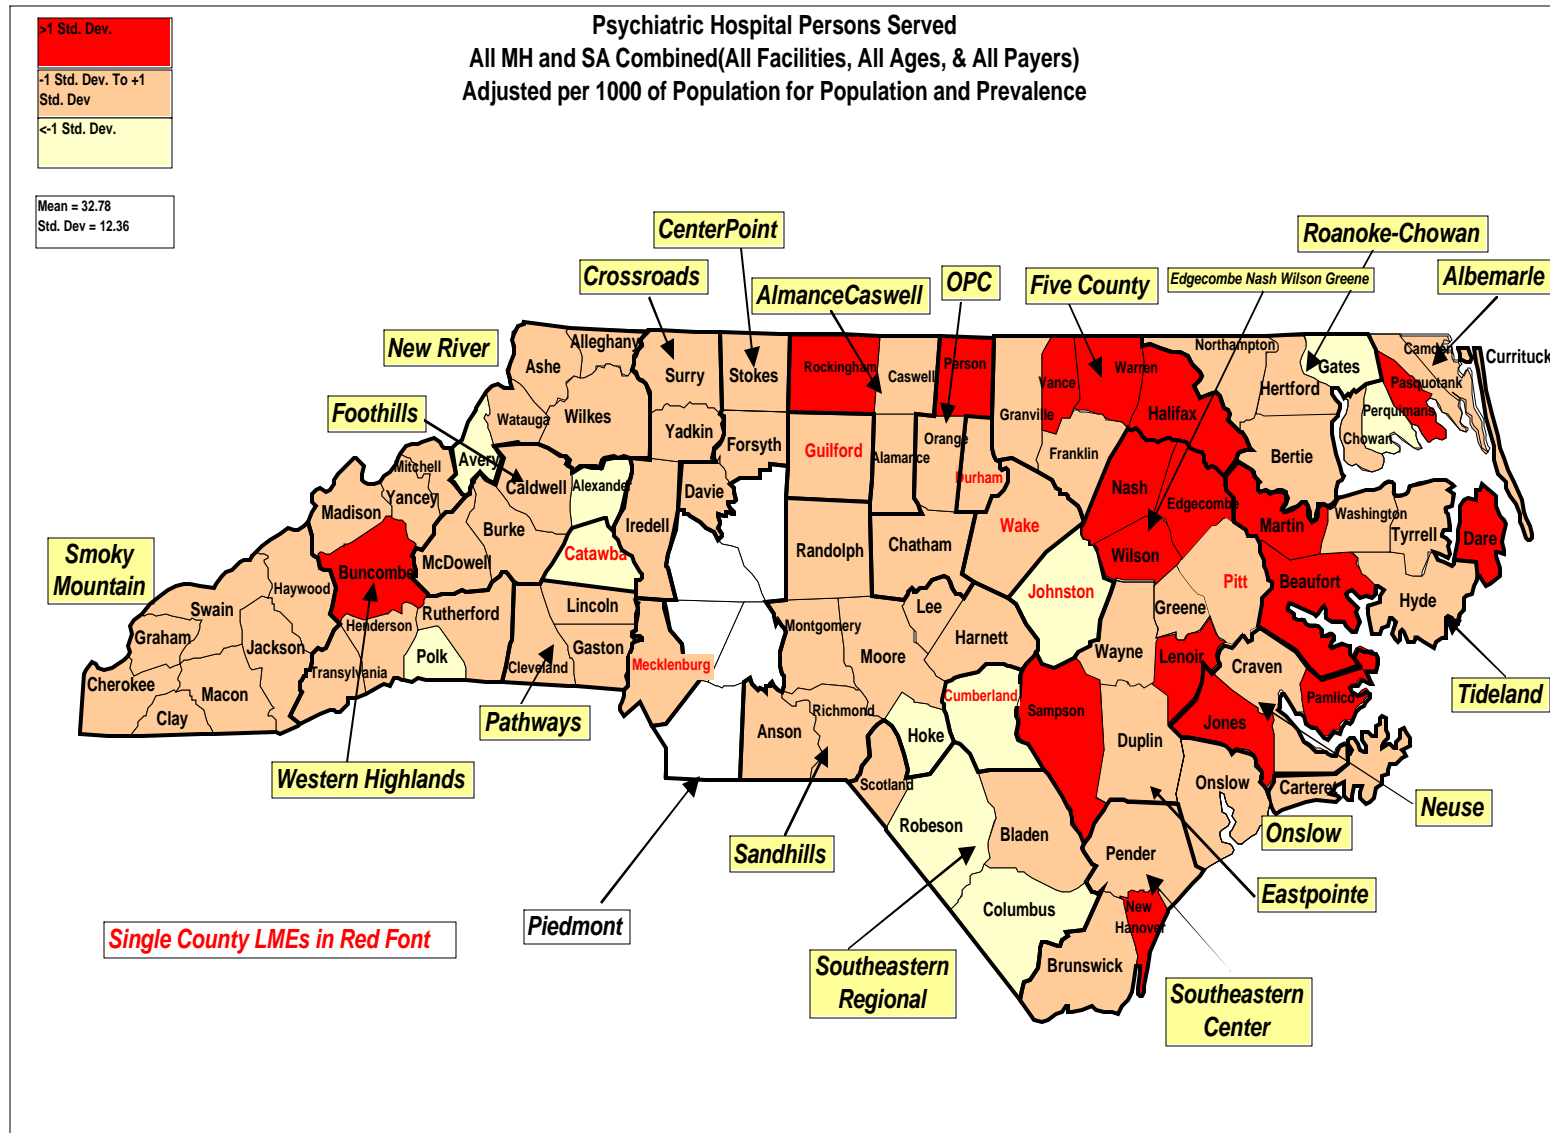 Psychiatric Hospital Persons Served
All MH and SA Combined(All Facilities, All Ages, & All Payers)
Adjusted per 1000 of Population for Population and Prevalence
>1 Std. Dev.
-1 Std. Dev. To +1
Std. Dev
<-1 Std. Dev.
Mean = 32.78
Std. Dev = 12.36
CenterPoint
Roanoke-Chowan
Crossroads
AlmanceCaswell
OPC
Five County
Edgecombe Nash Wilson Greene
Albemarle
New River
Foothills
Smoky
Mountain
Alleghany
Ashe
Surry
Stokes
Rockingham
Caswell
Person
Vance
Warren
Northampton
Gates
Camden
Currituck
Hertford
Pasquotank
Perquimans
Watauga
Wilkes
Yadkin
Forsyth
Guilford
Alamance
Orange
Durham
Granville
Franklin
Halifax
Bertie
Chowan
Avery
Mitchell
Yancey
Caldwell
Alexander
Davie
Iredell
Madison
Burke
McDowell
Catawba
Buncombe
Haywood
Swain
Graham
Jackson
Cherokee
Macon
Clay
Transylvania
Henderson
Rutherford
Polk
Cleveland
Lincoln
Gaston
Mecklenburg
Randolph
Chatham
Wake
Nash
Edgecombe
Wilson
Martin
Washington
Tyrrell
Dare
Beaufort
Hyde
Pitt
Greene
Johnston
Lee
Harnett
Montgomery
Moore
Wayne
Lenoir
Craven
Pamlico
Jones
Cumberland
Sampson
Duplin
Richmond
Anson
Hoke
Scotland
Robeson
Bladen
Onslow
Carteret
Pender
Columbus
New
Hanover
Brunswick
Pathways
Western Highlands
Tideland
Neuse
Onslow
Sandhills
Eastpointe
Piedmont
Single County LMEs in Red Font
Southeastern
Regional
Southeastern
Center